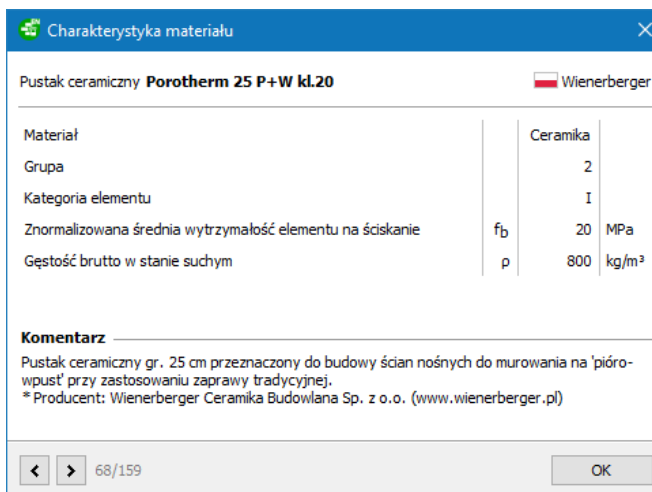 Charakterystyka materiału
Pustak ceramiczny Porotherm 25 P+W kl.20 Wienerberger
Materiał Ceramika
Grupa 2
Kategoria elementu I
Znormalizowana średnia wytrzymałość elementu na ściskanie fb 20 MPa
Gęstość brutto w stanie suchym ρ 800 kg/m³
Komentarz
Pustak ceramiczny gr. 25 cm przeznaczony do budowy ścian nośnych do murowania na 'pióro-
wpust' przy zastosowaniu zaprawy tradycyjnej.
* Producent: Wienerberger Ceramika Budowlana Sp. z o.o. (www.wienerberger.pl)
< > 68/159 OK